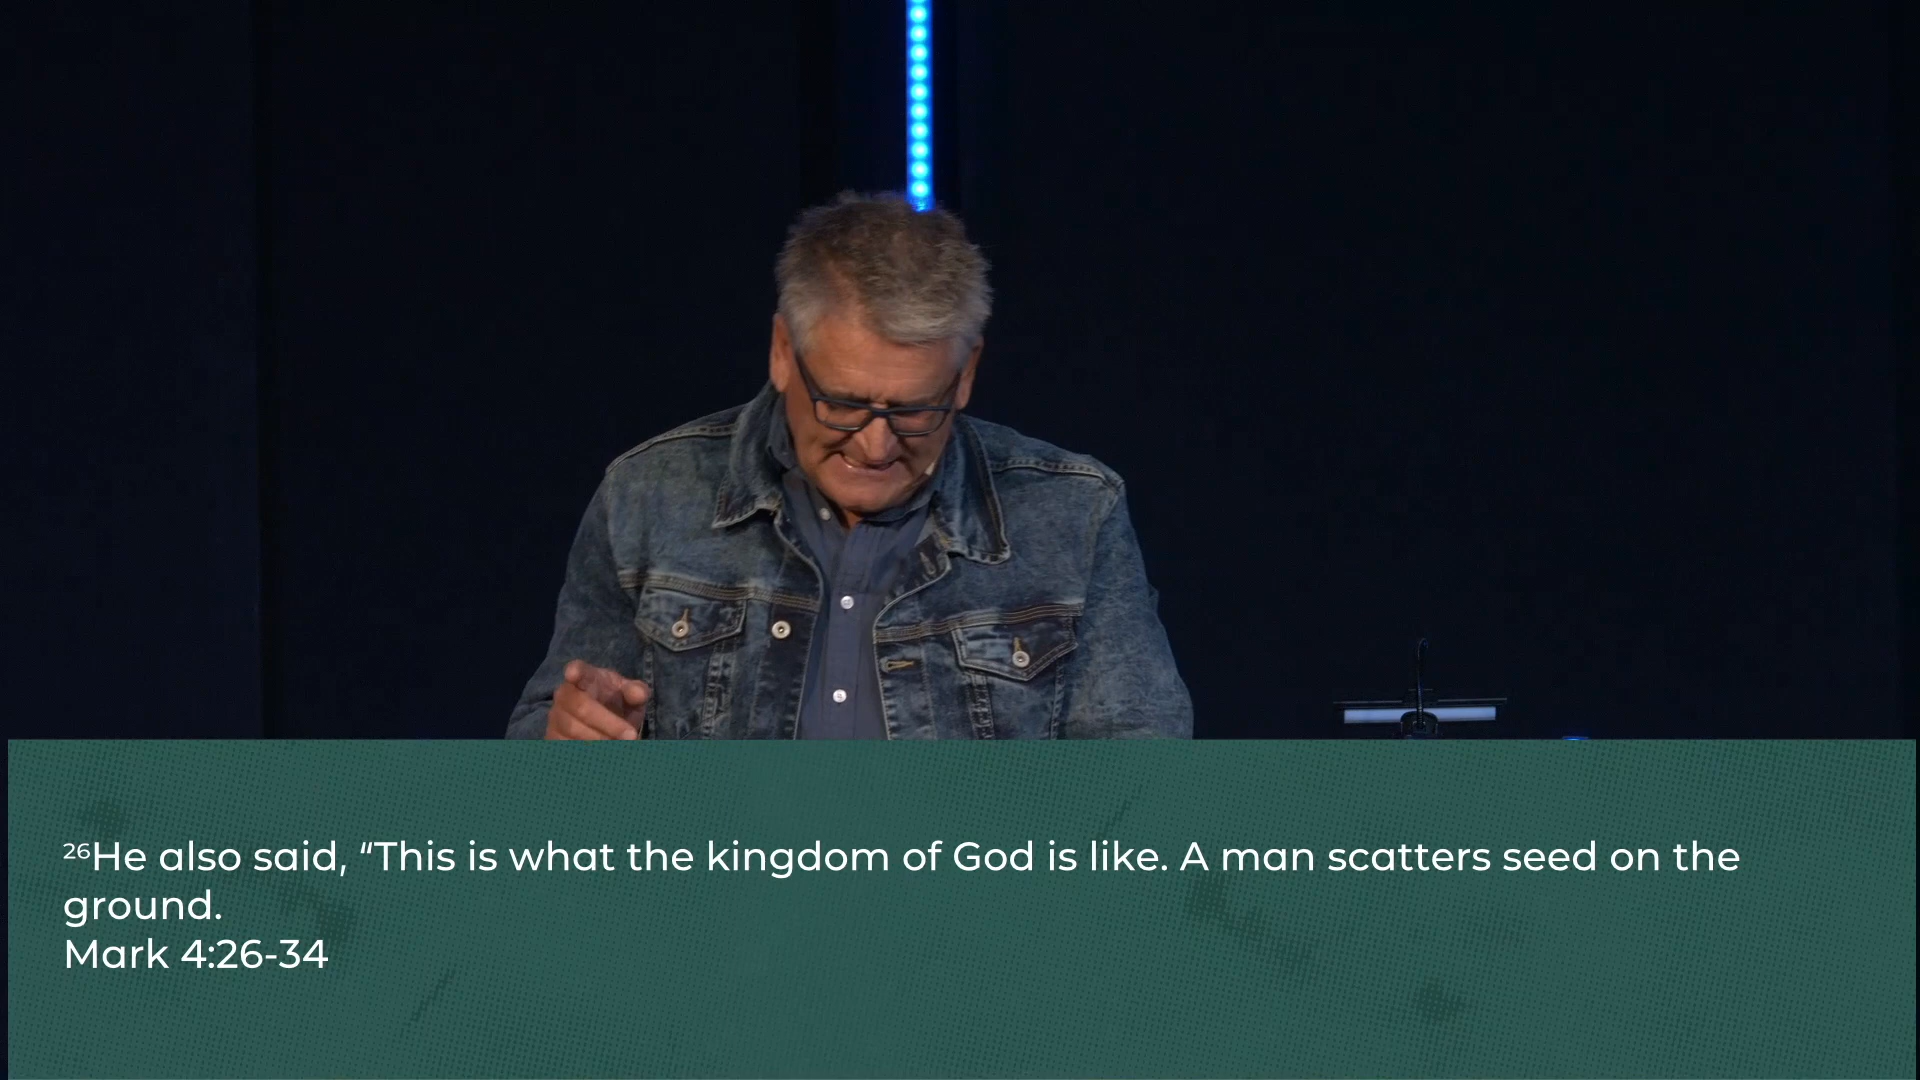 ²⁶He also said, “This is what the kingdom of God is like. A man scatters seed on the
ground.
Mark 4:26-34